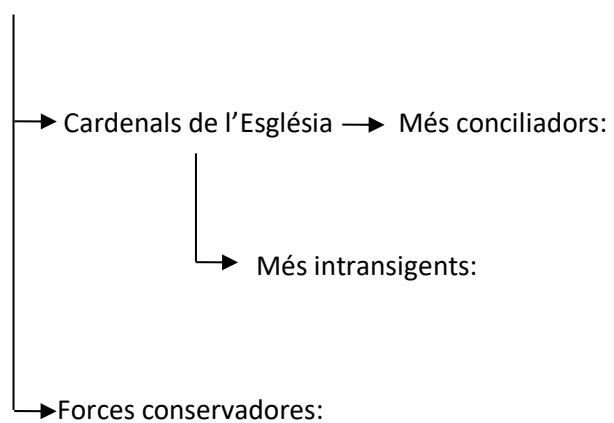 Cardenals de l’Església
Més conciliadors:
Més intransigents:
Forces conservadores: